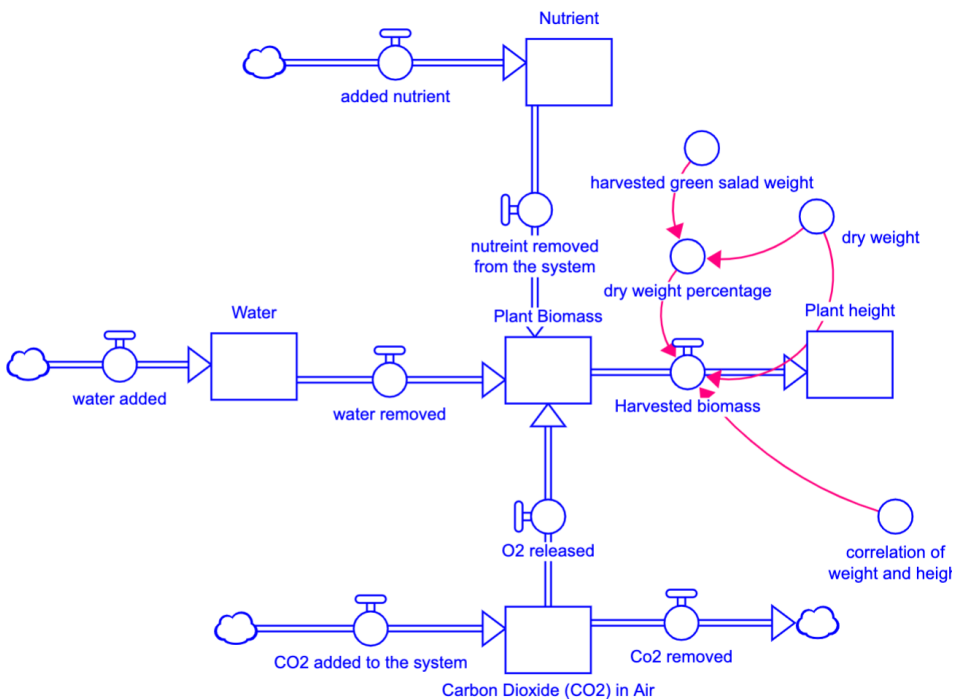 Nutrient
added nutrient
harvested green salad weight
dry weight
nutreint removed
from the system
dry weight percentage
Water
Plant Biomass
Plant height
water added
water removed
Harvested biomass
O2 released
correlation of
weight and heigh
CO2 added to the system
Co2 removed
Carbon Dioxide (CO2) in Air